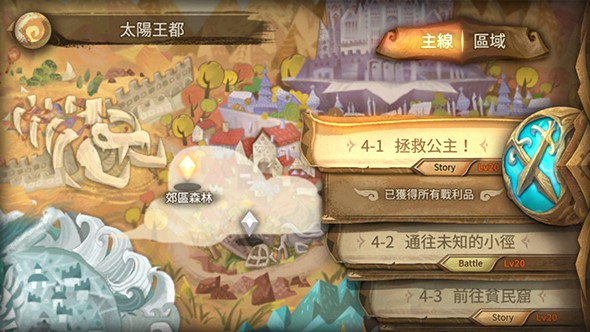 太陽王都
主線 區域
4-1 拯救公主！
Story Lv20
已獲得所有戰利品
郊區森林
4-2 通往未知的小徑
Battle Lv20
4-3 前往貧民窟
Story Lv20